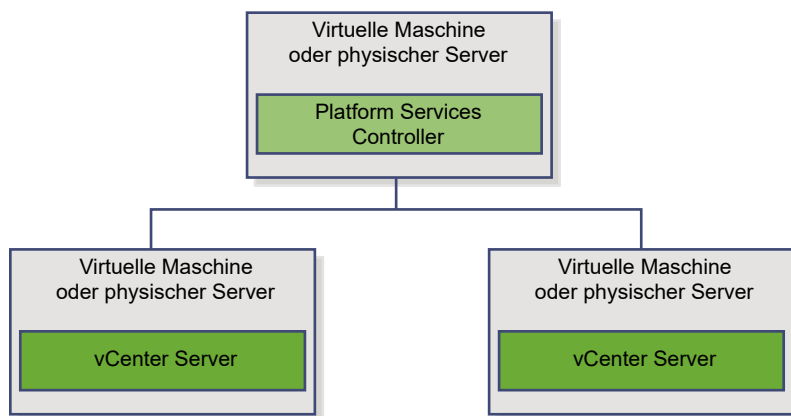 Virtuelle Maschine
oder physischer Server
Platform Services
Controller
Virtuelle Maschine
oder physischer Server
vCenter Server
Virtuelle Maschine
oder physischer Server
vCenter Server